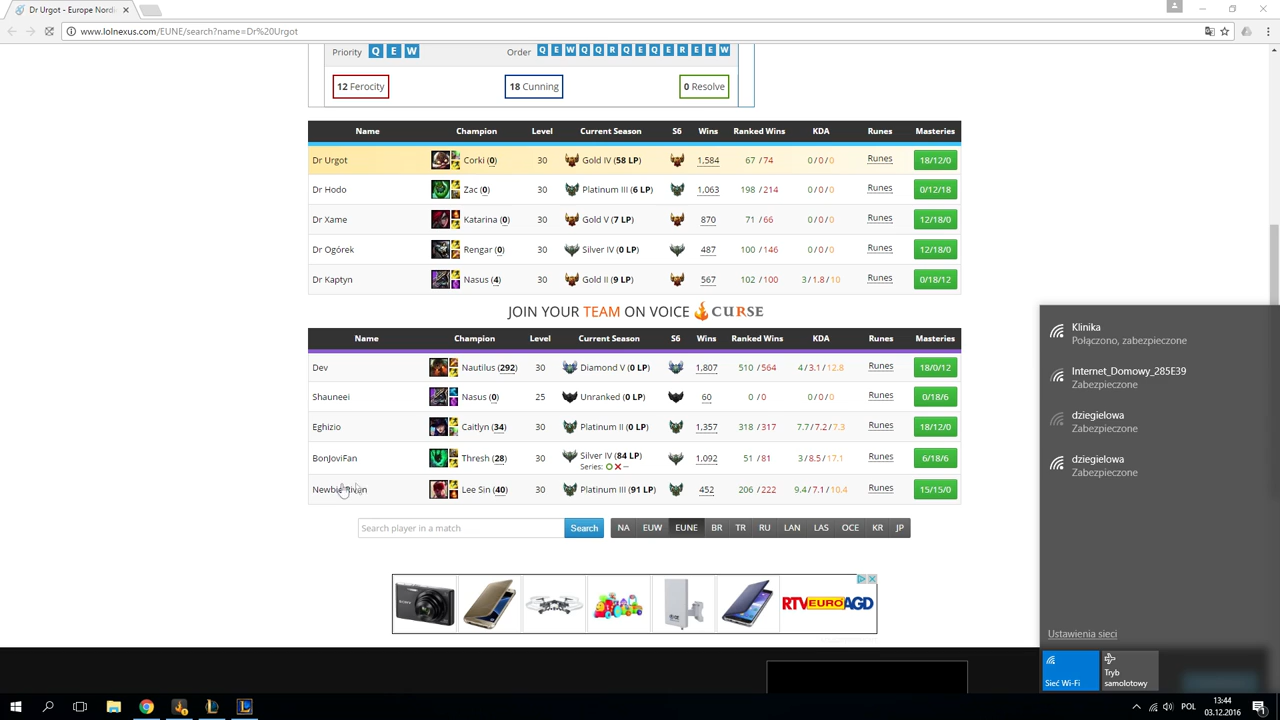 Dr Urgot - Europe Nordi
www.lolnexus.com/EUNE/search?name=Dr%20Urgot
Priority Q E W Order Q E W Q Q R Q E Q E R E E W
12 Ferocity 18 Cunning 0 Resolve
Name Champion Level Current Season S6 Wins Ranked Wins KDA Runes Masteries
Dr Urgot Corki (0) 30 Gold IV (58 LP) 1,584 67 / 74 0 / 0 / 0 Runes 18/12/0
Dr Hodo Zac (0) 30 Platinum III (6 LP) 1,063 198 / 214 0 / 0 / 0 Runes 0/12/18
Dr Xame Katarina (0) 30 Gold V (7 LP) 870 71 / 66 0 / 0 / 0 Runes 12/18/0
Dr Ogórek Rengar (0) 30 Silver IV (0 LP) 487 100 / 146 0 / 0 / 0 Runes 12/18/0
Dr Kaptyn Nasus (4) 30 Gold II (9 LP) 567 102 / 100 3 / 1.8 / 10 Runes 0/18/12
JOIN YOUR TEAM ON VOICE CURSE
Name Champion Level Current Season S6 Wins Ranked Wins KDA Runes Masteries
Dev Nautilus (292) 30 Diamond V (0 LP) 1,807 510 / 564 4 / 3.1 / 12.8 Runes 18/0/12
Shauneei Nasus (0) 25 Unranked (0 LP) 60 0 / 0 0 / 0 / 0 Runes 0/18/6
Eghizio Caitlyn (34) 30 Platinum II (0 LP) 1,357 318 / 317 7.7 / 7.2 / 7.3 Runes 18/12/0
BonJoviFan Thresh (28) 30 Silver IV (84 LP) 1,092 51 / 81 3 / 8.5 / 17.1 Runes 6/18/6
Series:
Lee Sin (40) 30 Platinum III (91 LP) 452 206 / 222 9.4 / 7.1 / 10.4 Runes 15/15/0
Search player in a match Search NA EUW EUNE BR TR RU LAN LAS OCE KR JP
SONY RTV EURO AGD
Klinika
Połączono, zabezpieczone
Internet_Domowy_285E39
Zabezpieczone
dziegielowa
Zabezpieczone
dziegielowa
Zabezpieczone
Ustawienia sieci
Sieć Wi-Fi
Tryb
samolotowy
POL
13:44
03.12.2016